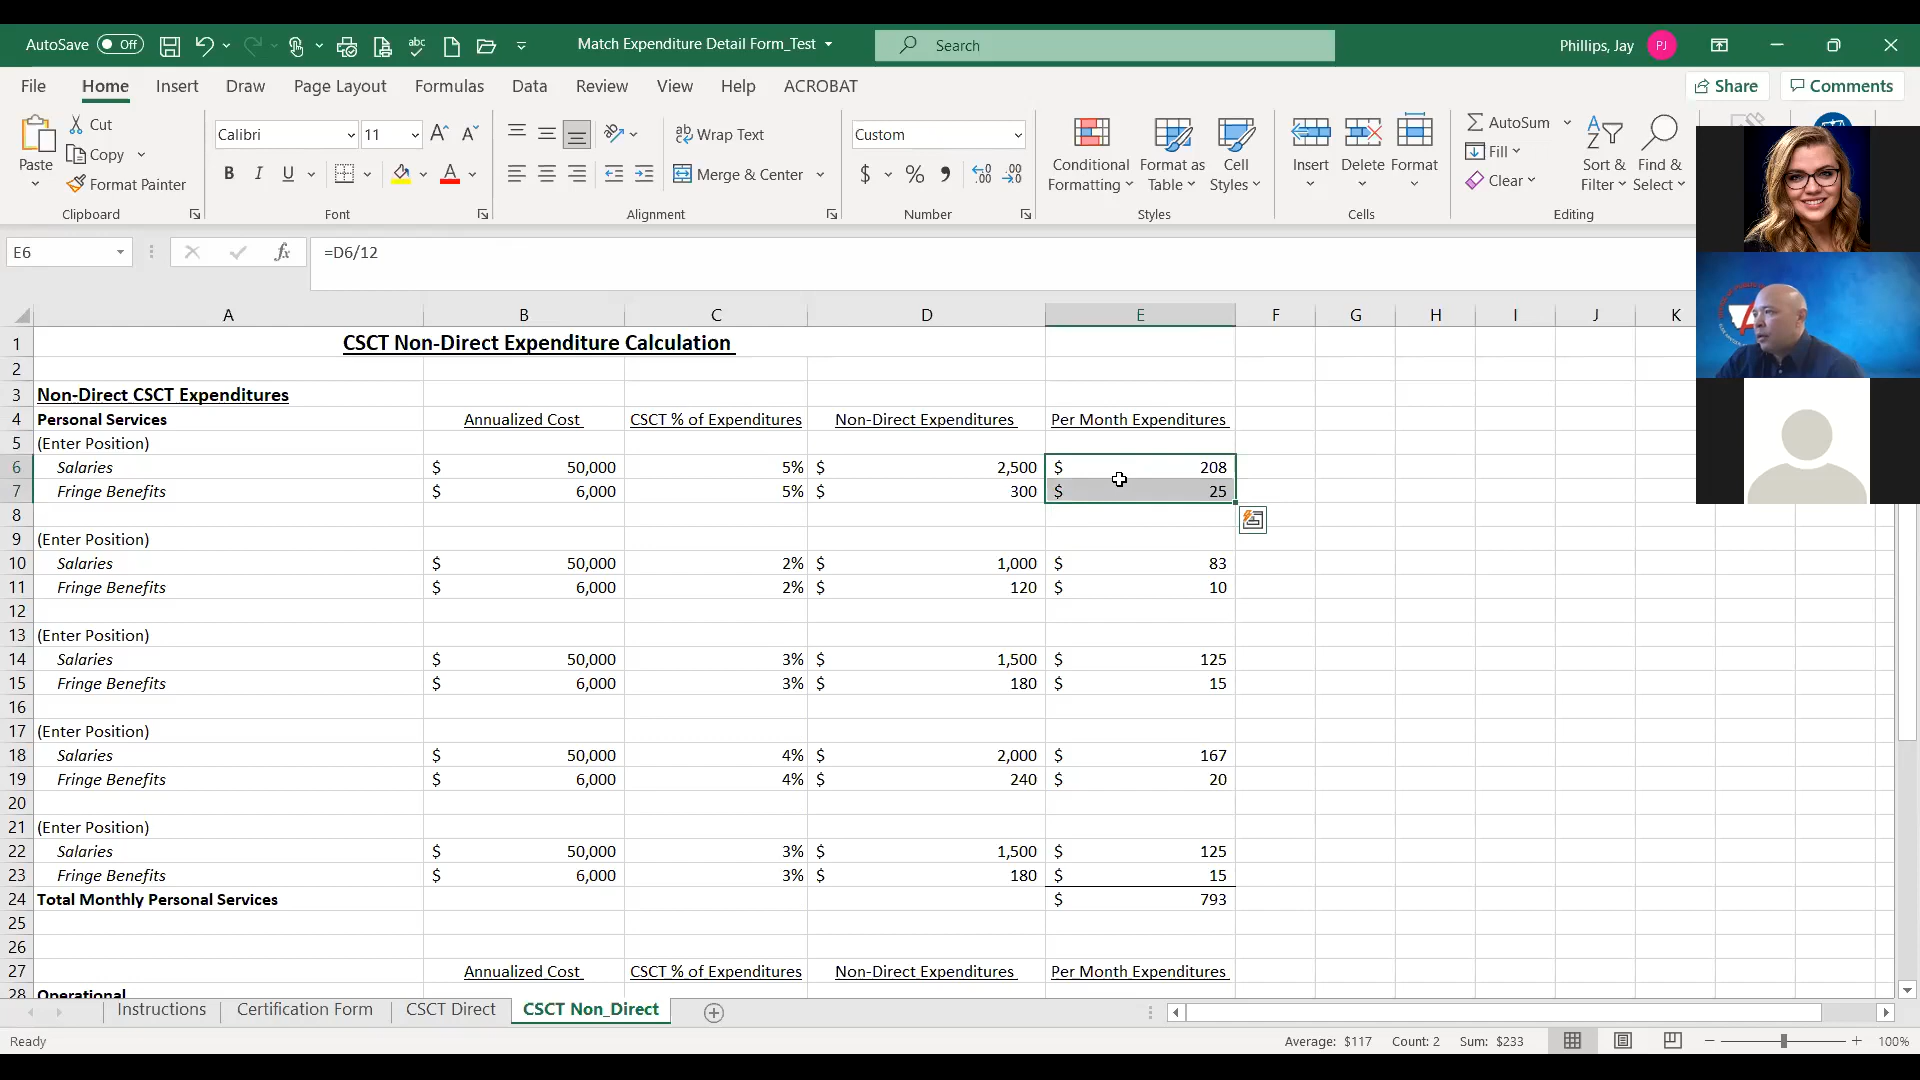 AutoSave Off Match Expenditure Detail Form_Test Search Phillips, Jay PJ
File Home Insert Draw Page Layout Formulas Data Review View Help ACROBAT Share Comments
Paste Cut Copy Format Painter Clipboard
Calibri 11 B I U A Font
Wrap Text Merge & Center Alignment
Custom $ % Number
Conditional Formatting Format as Table Cell Styles Styles
Insert Delete Format Cells
AutoSum Fill Clear Sort & Filter Find & Select Editing
E6 fx =D6/12
A B C D E F G H I J K
1 CSCT Non-Direct Expenditure Calculation
2
3 Non-Direct CSCT Expenditures
4 Personal Services Annualized Cost CSCT % of Expenditures Non-Direct Expenditures Per Month Expenditures
5 (Enter Position)
6 Salaries $ 50,000 5% $ 2,500 $ 208
7 Fringe Benefits $ 6,000 5% $ 300 $ 25
8
9 (Enter Position)
10 Salaries $ 50,000 2% $ 1,000 $ 83
11 Fringe Benefits $ 6,000 2% $ 120 $ 10
12
13 (Enter Position)
14 Salaries $ 50,000 3% $ 1,500 $ 125
15 Fringe Benefits $ 6,000 3% $ 180 $ 15
16
17 (Enter Position)
18 Salaries $ 50,000 4% $ 2,000 $ 167
19 Fringe Benefits $ 6,000 4% $ 240 $ 20
20
21 (Enter Position)
22 Salaries $ 50,000 3% $ 1,500 $ 125
23 Fringe Benefits $ 6,000 3% $ 180 $ 15
24 Total Monthly Personal Services $ 793
25
26
27 Annualized Cost CSCT % of Expenditures Non-Direct Expenditures Per Month Expenditures
28 Operational
Instructions Certification Form CSCT Direct CSCT Non_Direct
Ready Average: $117 Count: 2 Sum: $233 100%